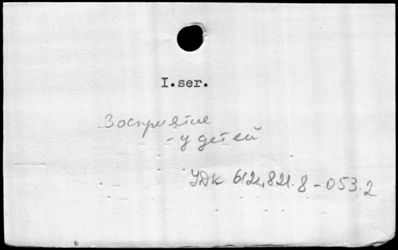 I.ser.
Восприятие
- у детей
УДК 612.821.8-053.2